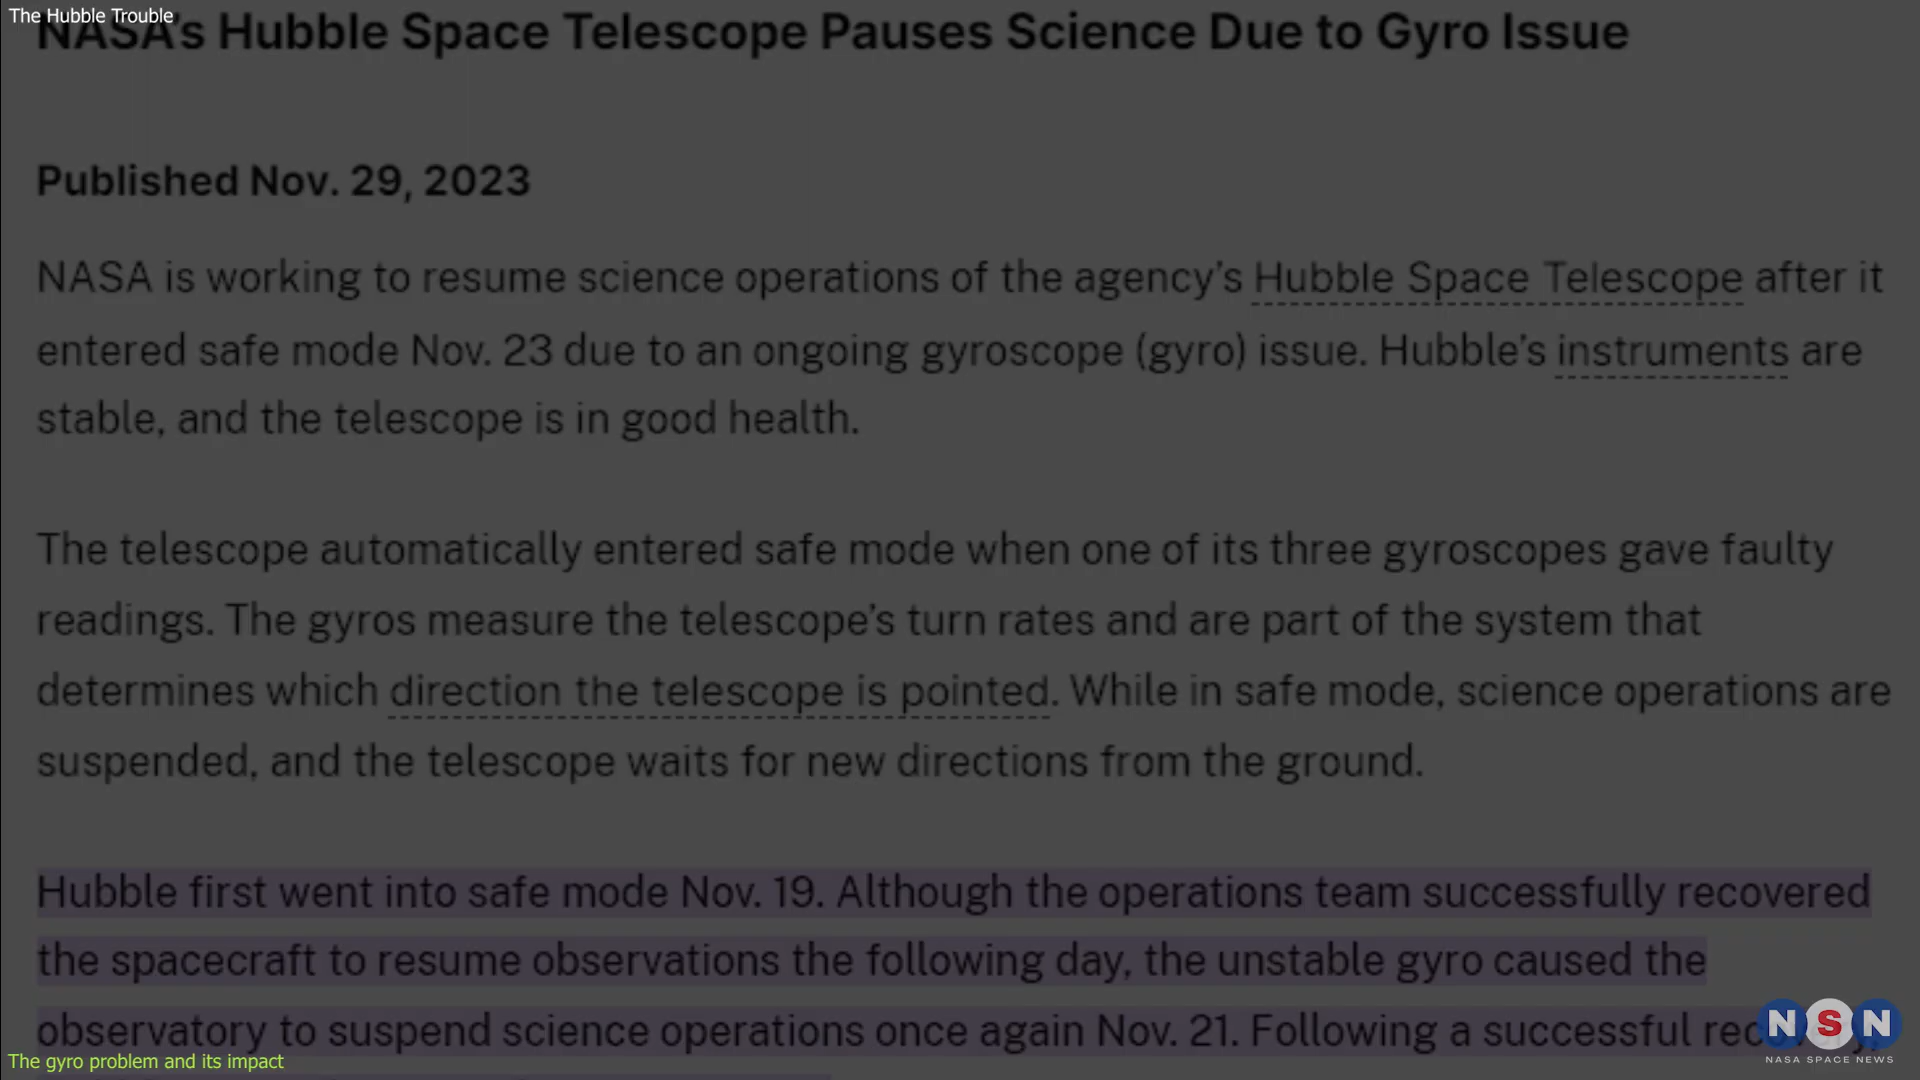 The Hubble Trouble
NASA's Hubble Space Telescope Pauses Science Due to Gyro Issue
Published Nov. 29, 2023
NASA is working to resume science operations of the agency’s Hubble Space Telescope after it
entered safe mode Nov. 23 due to an ongoing gyroscope (gyro) issue. Hubble’s instruments are
stable, and the telescope is in good health.
The telescope automatically entered safe mode when one of its three gyroscopes gave faulty
readings. The gyros measure the telescope’s turn rates and are part of the system that
determines which direction the telescope is pointed. While in safe mode, science operations are
suspended, and the telescope waits for new directions from the ground.
Hubble first went into safe mode Nov. 19. Although the operations team successfully recovered
the spacecraft to resume observations the following day, the unstable gyro caused the
observatory to suspend science operations once again Nov. 21. Following a successful recovery,
The gyro problem and its impact
NSN
NASA SPACE NEWS